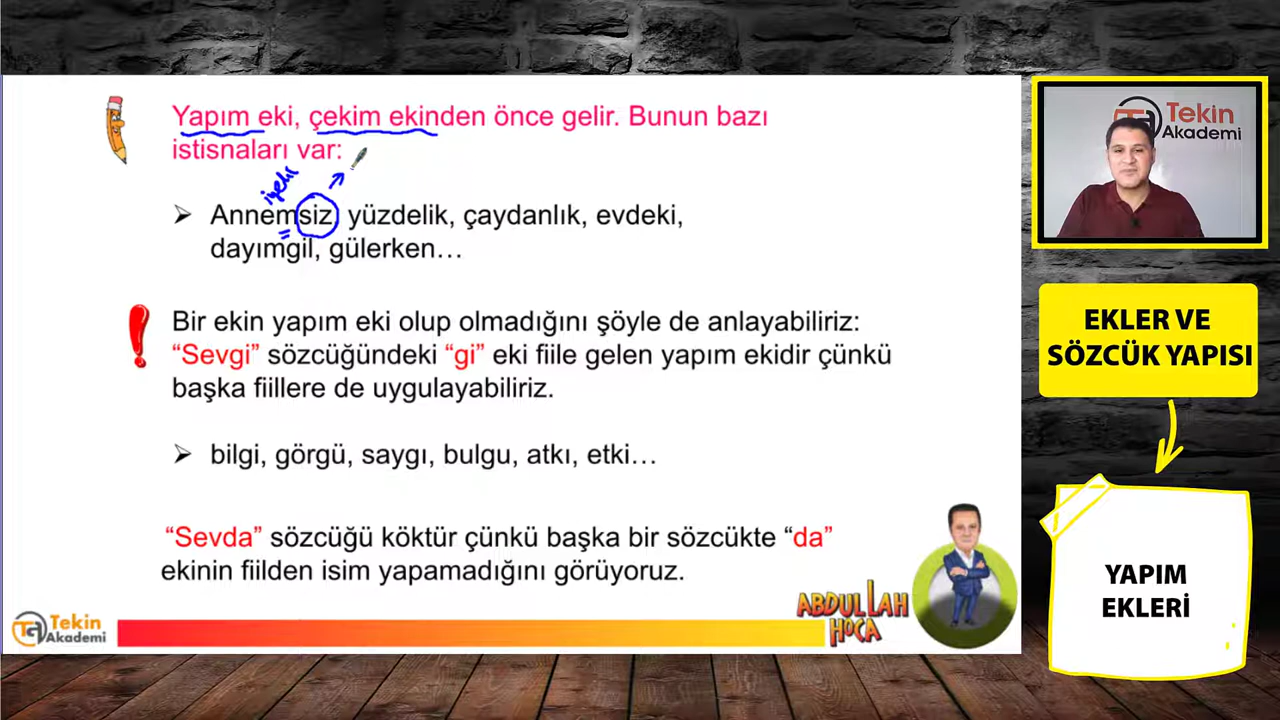 Yapım eki, çekim ekinden önce gelir. Bunun bazı
istisnaları var:
iyelik
Annemsiz, yüzdelik, çaydanlık, evdeki,
dayımgil, gülerken…
Bir ekin yapım eki olup olmadığını şöyle de anlayabiliriz:
“Sevgi” sözcüğündeki “gi” eki fiile gelen yapım ekidir çünkü
başka fiillere de uygulayabiliriz.
bilgi, görgü, saygı, bulgu, atkı, etki…
“Sevda” sözcüğü köktür çünkü başka bir sözcükte “da”
ekinin fiilden isim yapamadığını görüyoruz.
Tekin
Akademi
ABDULLAH
HOCA
Tekin
Akademi
EKLER VE
SÖZCÜK YAPISI
YAPIM
EKLERİ